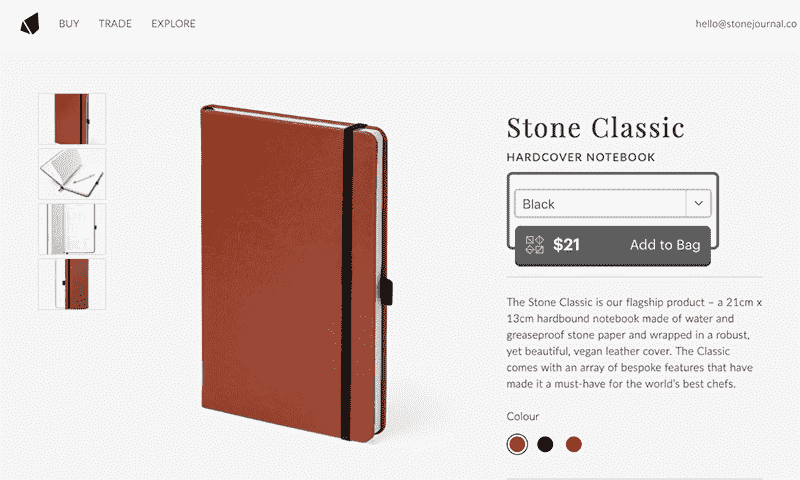 BUY TRADE EXPLORE hello@stonejournal.co
Stone Classic
HARDCOVER NOTEBOOK
Black
$21 Add to Bag
The Stone Classic is our flagship product – a 21cm x
13cm hardbound notebook made of water and
greaseproof stone paper and wrapped in a robust,
yet beautiful, vegan leather cover. The Classic
comes with an array of bespoke features that have
made it a must-have for the world's best chefs.
Colour